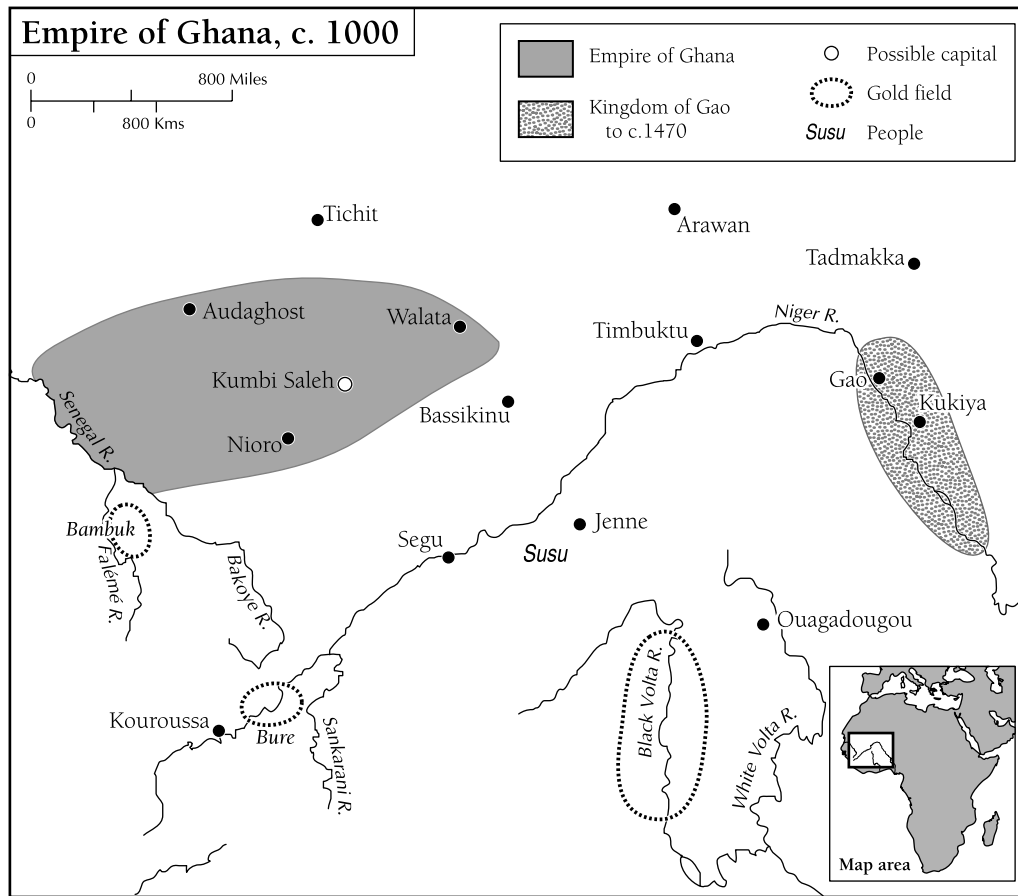 Empire of Ghana, c. 1000
0 800 Miles
0 800 Kms
Empire of Ghana
Kingdom of Gao
to c.1470
Possible capital
Gold field
Susu People
Tichit
Arawan
Tadmakka
Audaghost
Walata
Niger R.
Timbuktu
Kumbi Saleh
Gao
Kukiya
Senegal R.
Bassikinu
Nioro
Bambuk
Falémé R.
Bakoye R.
Segu
Jenne
Susu
Ouagadougou
Black Volta R.
White Volta R.
Kouroussa
Bure
Sankarani R.
Map area